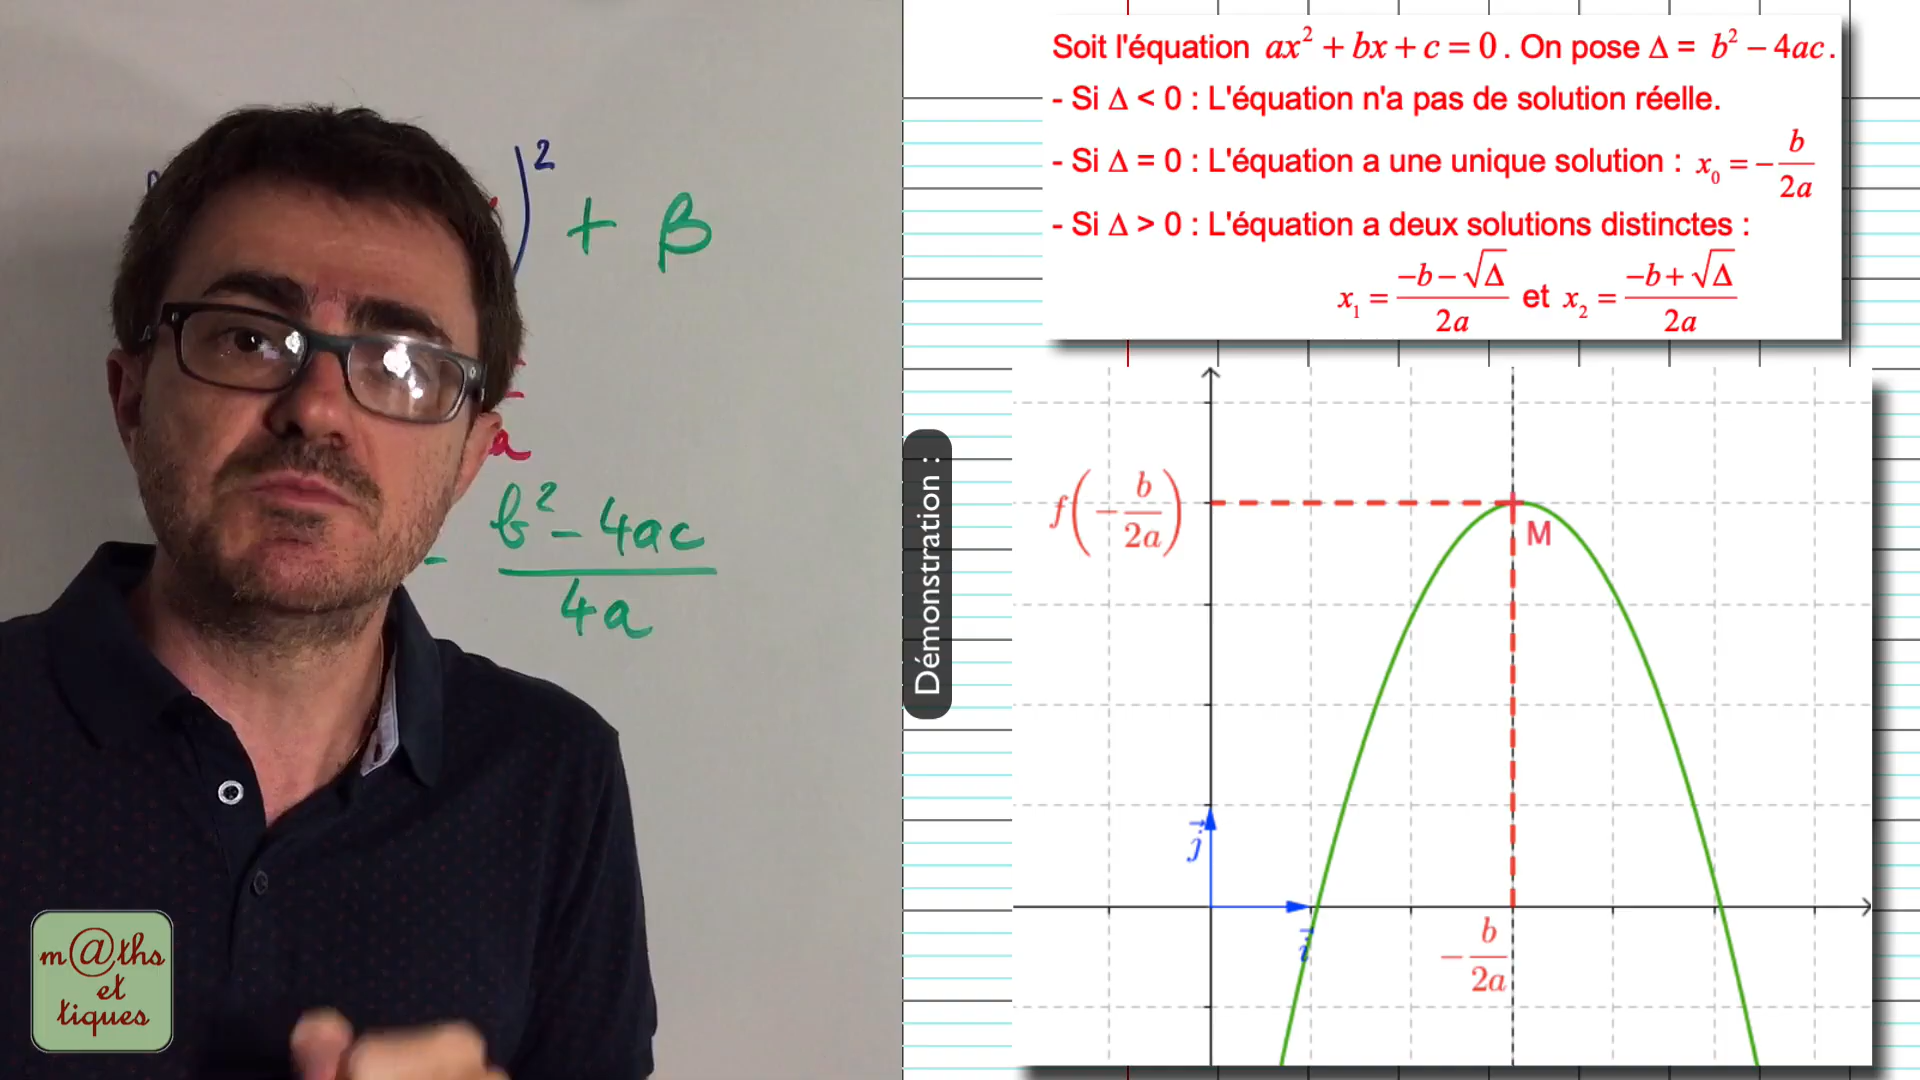 )² + β
a
- b² - 4ac
4a
m@ths
et
tiques
Démonstration :
Soit l'équation ax² + bx + c = 0. On pose Δ = b² − 4ac.
- Si Δ < 0 : L'équation n'a pas de solution réelle.
- Si Δ = 0 : L'équation a une unique solution : x₀ = −b/2a
- Si Δ > 0 : L'équation a deux solutions distinctes :
x₁ = (−b − √Δ)/2a et x₂ = (−b + √Δ)/2a
f(−b/2a)
M
j
i
−b/2a